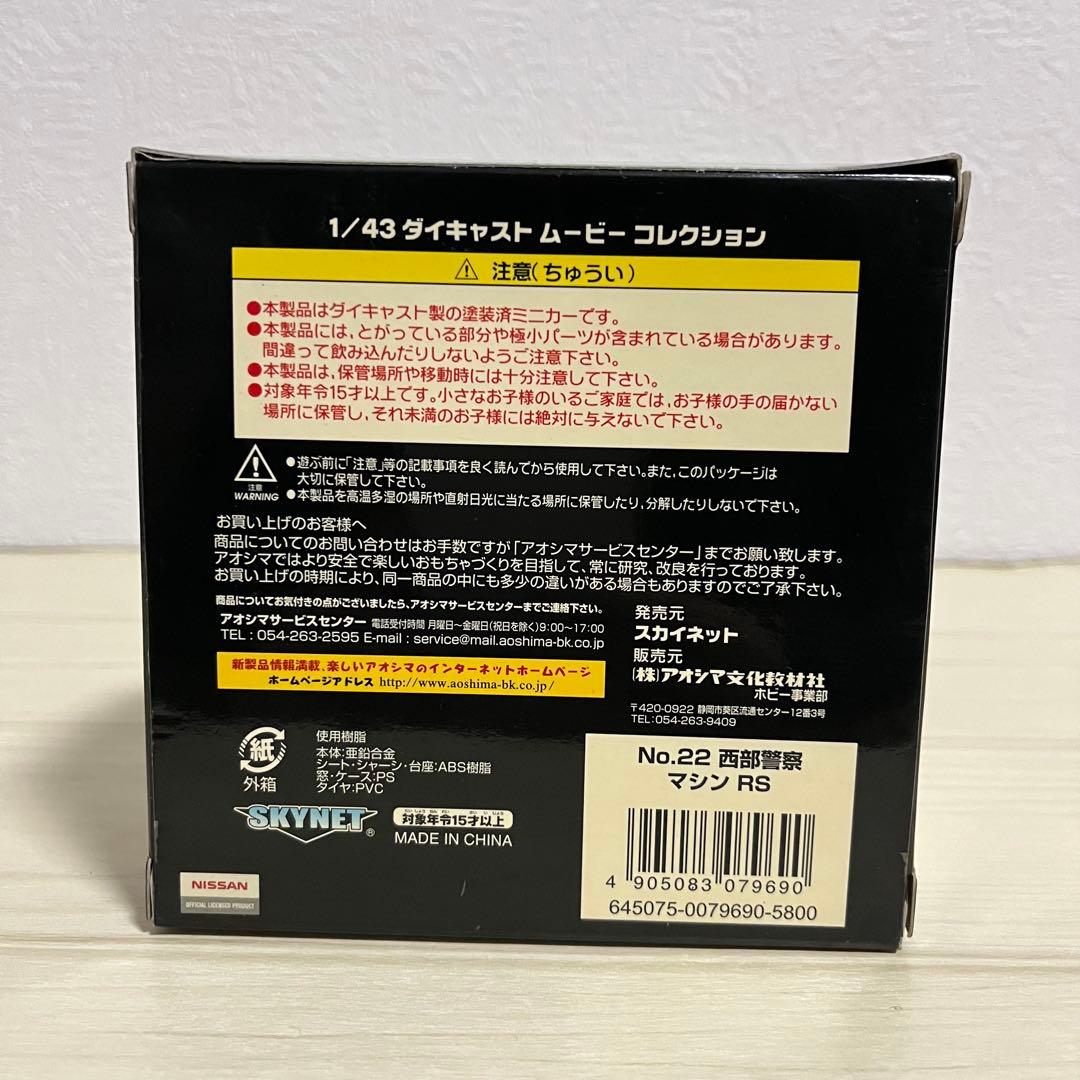 1/43 ダイキャスト ムービー コレクション
注意(ちゅうい)
●本製品はダイキャスト製の塗装済ミニカーです。
●本製品には、とがっている部分や極小パーツが含まれている場合があります。
間違って飲み込んだりしないようご注意下さい。
●本製品は、保管場所や移動時には十分注意して下さい。
●対象年令15才以上です。小さなお子様のいるご家庭では、お子様の手の届かない
場所に保管し、それ未満のお子様には絶対に与えないで下さい。
注意
WARNING
●遊ぶ前に「注意」等の記載事項を良く読んでから使用して下さい。また、このパッケージは
大切に保管して下さい。
●本製品を高温多湿の場所や直射日光に当たる場所に保管したり、分解したりしないで下さい。
お買い上げのお客様へ
商品についてのお問い合わせはお手数ですが「アオシマサービスセンター」までお願い致します。
アオシマではより安全で楽しいおもちゃづくりを目指して、常に研究、改良を行っております。
お買い上げの時期により、同一商品の中にも多少の違いがある場合もありますのでご了承下さい。
商品についてお気付きの点がございましたら、アオシマサービスセンターまでご連絡下さい。
アオシマサービスセンター 電話受付時間 月曜日〜金曜日(祝日を除く)9:00〜17:00
TEL : 054-263-2595 E-mail : service@mail.aoshima-bk.co.jp
新製品情報満載、楽しいアオシマのインターネットホームページ
ホームページアドレス http://www.aoshima-bk.co.jp/
発売元
スカイネット
販売元
(株)アオシマ文化教材社
ホビー事業部
〒420-0922 静岡市葵区流通センター12番3号
TEL:054-263-9409
紙
外箱
使用樹脂
本体:亜鉛合金
シート・シャーシ・台座:ABS樹脂
窓・ケース:PS
タイヤ:PVC
SKYNET®
対象年令15才以上
MADE IN CHINA
NISSAN
OFFICIAL LICENSED PRODUCT
No.22 西部警察
マシン RS
4 905083 079690
645075-0079690-5800